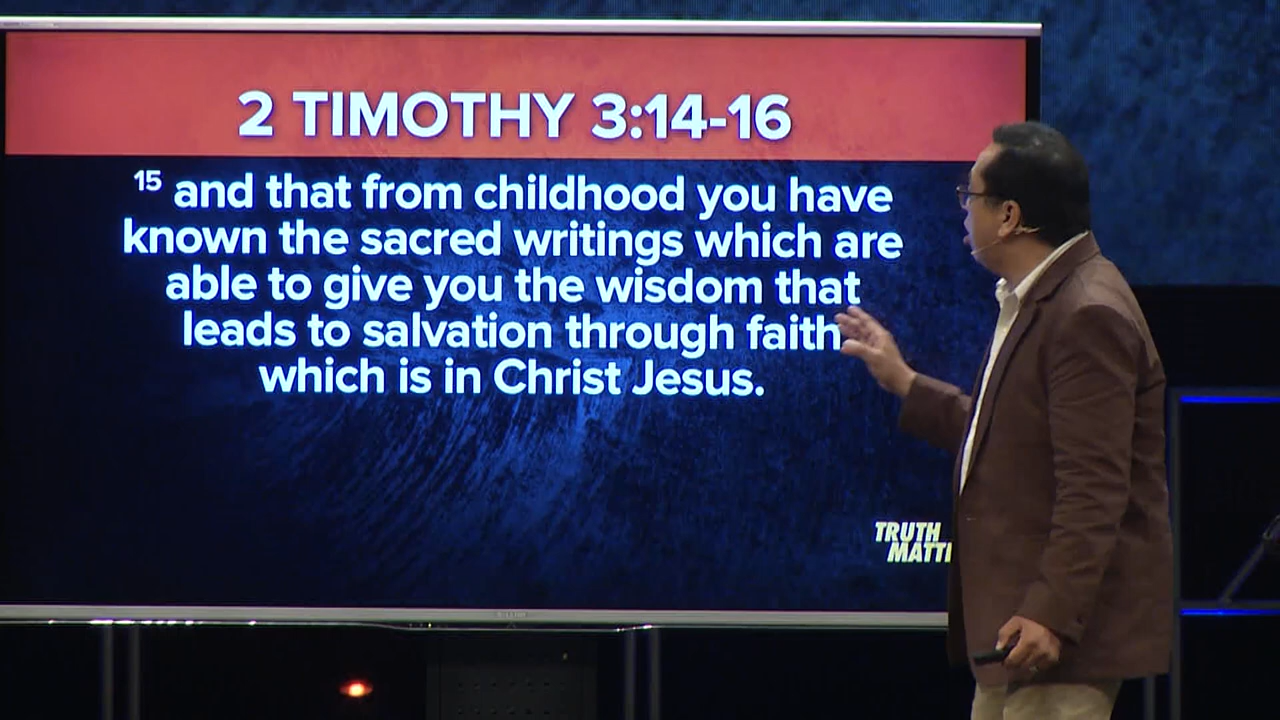 2 TIMOTHY 3:14-16
15 and that from childhood you have
known the sacred writings which are
able to give you the wisdom that
leads to salvation through faith
which is in Christ Jesus.
TRUTH
MATT